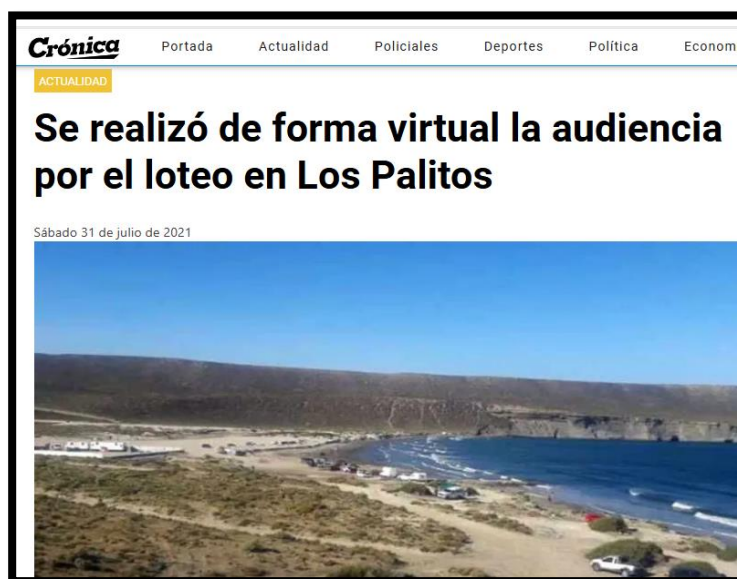 Crónica Portada Actualidad Policiales Deportes Política Econom
ACTUALIDAD
Se realizó de forma virtual la audiencia
por el loteo en Los Palitos
Sábado 31 de julio de 2021